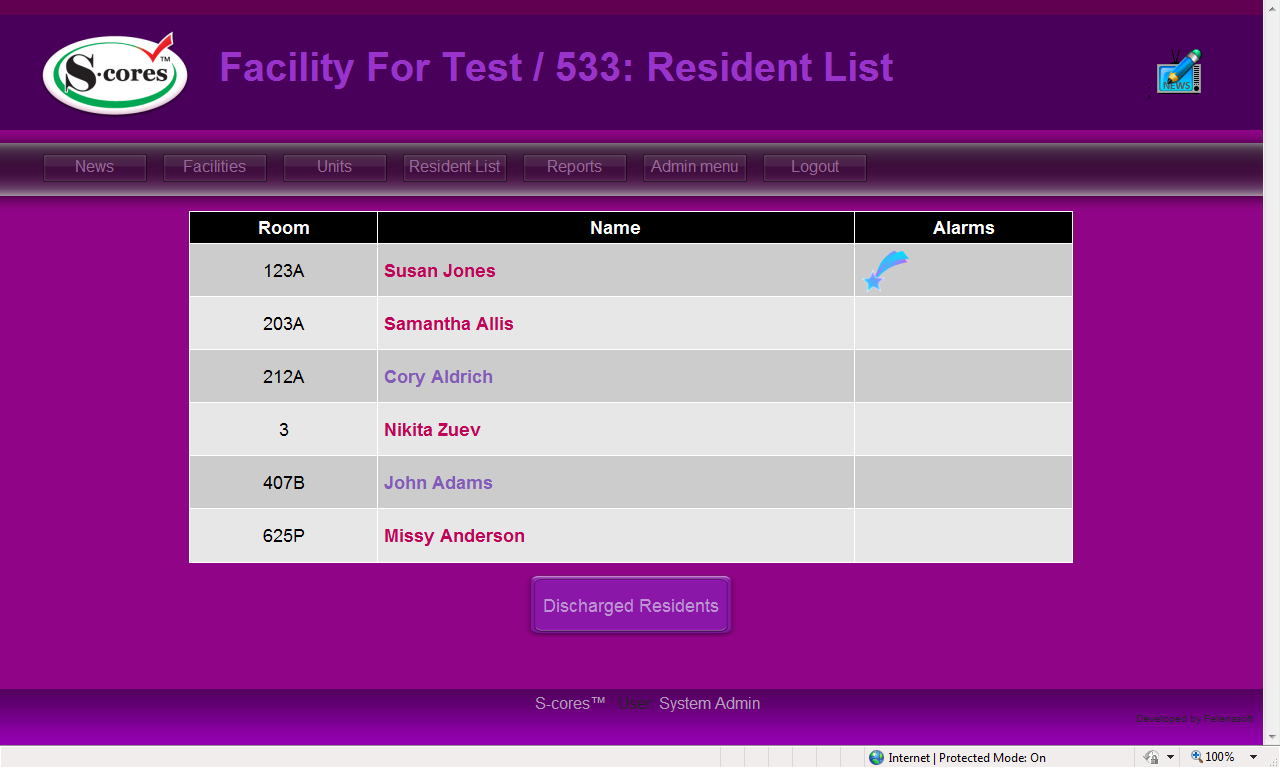 S·cores™
Facility For Test / 533: Resident List
NEWS
News Facilities Units Resident List Reports Admin menu Logout
Room Name Alarms
123A Susan Jones
203A Samantha Allis
212A Cory Aldrich
3 Nikita Zuev
407B John Adams
625P Missy Anderson
Discharged Residents
S-cores™ User: System Admin
Developed by Felenasoft
Internet | Protected Mode: On 100%